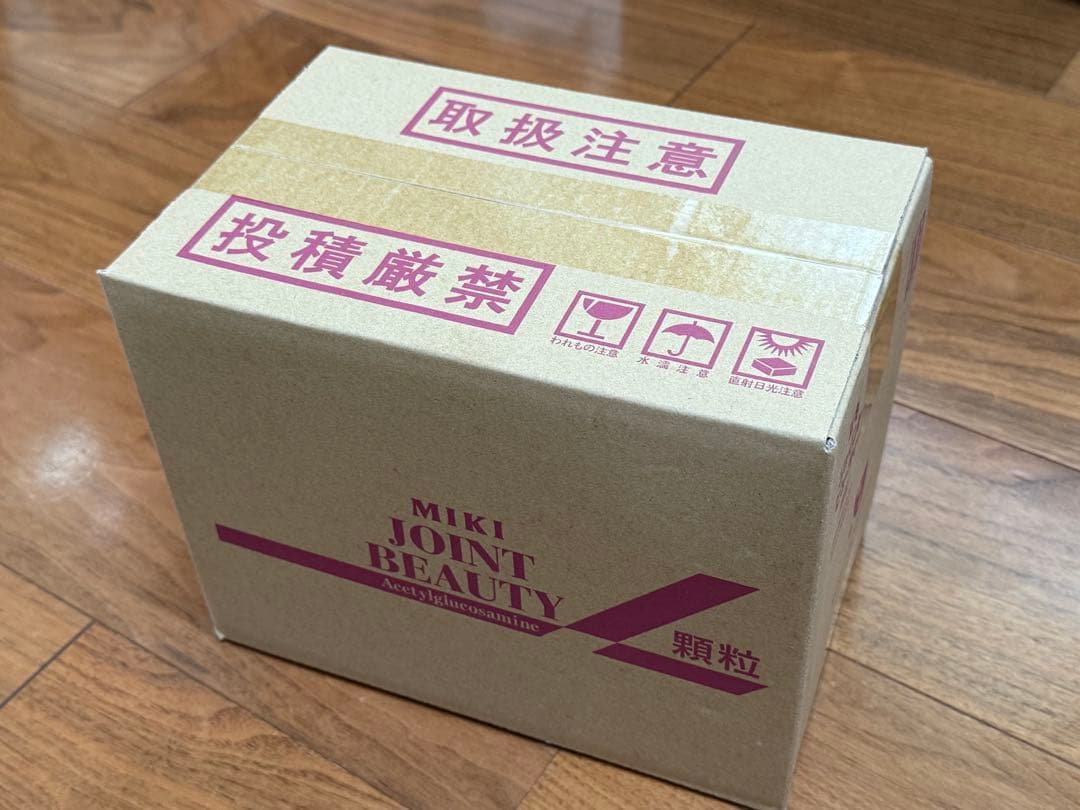 取扱注意
投積厳禁
われもの注意
水濡注意
直射日光注意
MIKI
JOINT
BEAUTY
Acetylglucosamine
顆粒